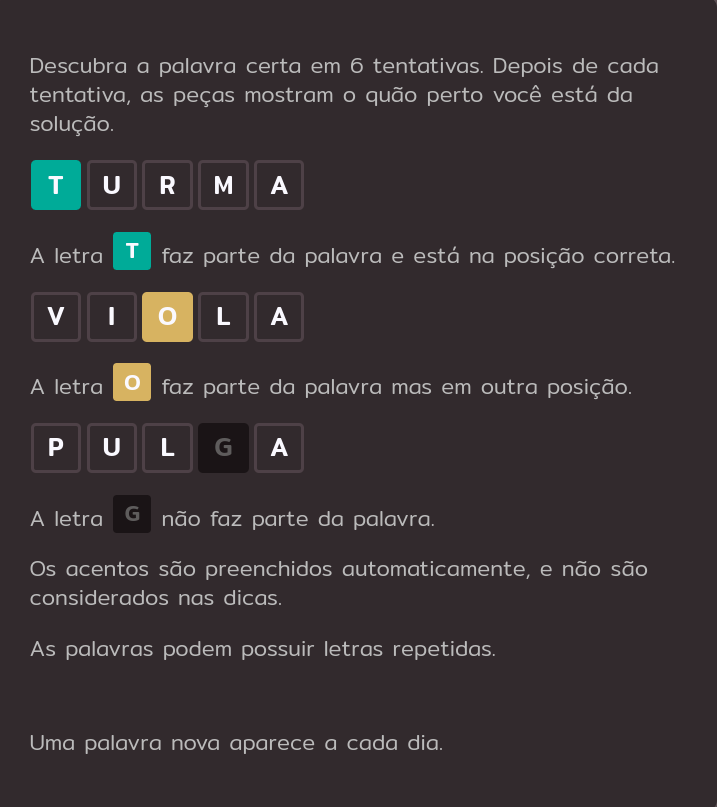 Descubra a palavra certa em 6 tentativas. Depois de cada
tentativa, as peças mostram o quão perto você está da
solução.
T U R M A
A letra T faz parte da palavra e está na posição correta.
V I O L A
A letra O faz parte da palavra mas em outra posição.
P U L G A
A letra G não faz parte da palavra.
Os acentos são preenchidos automaticamente, e não são
considerados nas dicas.
As palavras podem possuir letras repetidas.
Uma palavra nova aparece a cada dia.